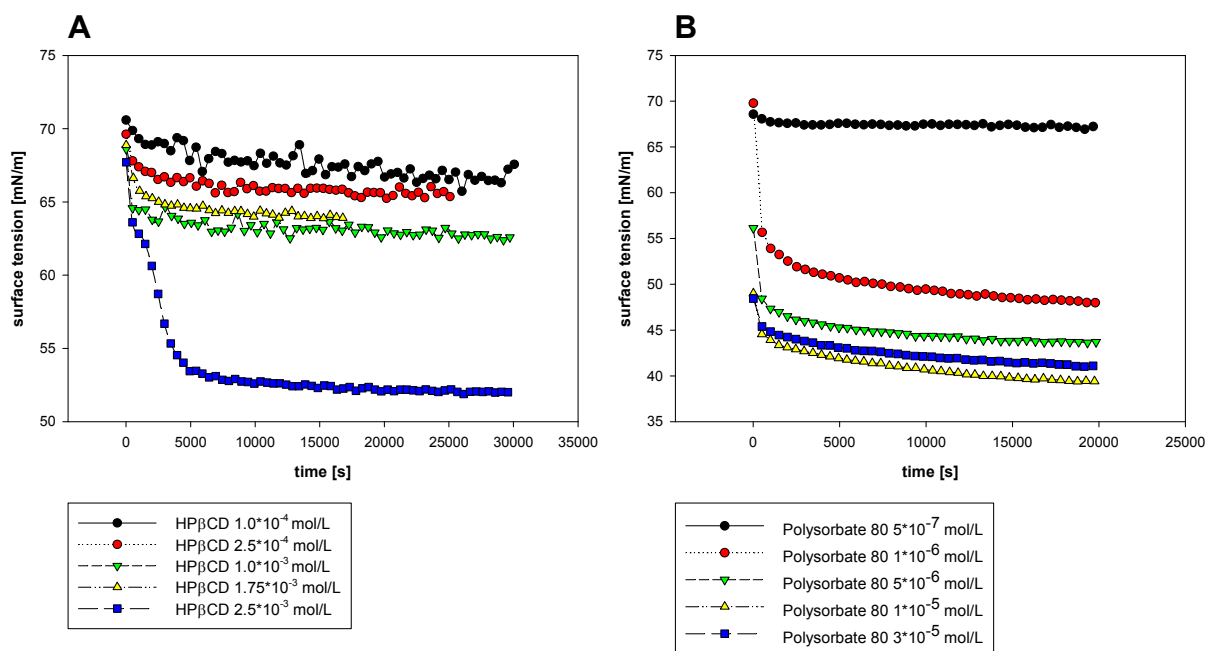 A
B
75
70
65
60
55
50
surface tension [mN/m]
0 5000 10000 15000 20000 25000 30000 35000
time [s]
75
70
65
60
55
50
45
40
35
surface tension [mN/m]
0 5000 10000 15000 20000 25000
time [s]
HPβCD 1.0*10-4 mol/L
HPβCD 2.5*10-4 mol/L
HPβCD 1.0*10-3 mol/L
HPβCD 1.75*10-3 mol/L
HPβCD 2.5*10-3 mol/L
Polysorbate 80 5*10-7 mol/L
Polysorbate 80 1*10-6 mol/L
Polysorbate 80 5*10-6 mol/L
Polysorbate 80 1*10-5 mol/L
Polysorbate 80 3*10-5 mol/L